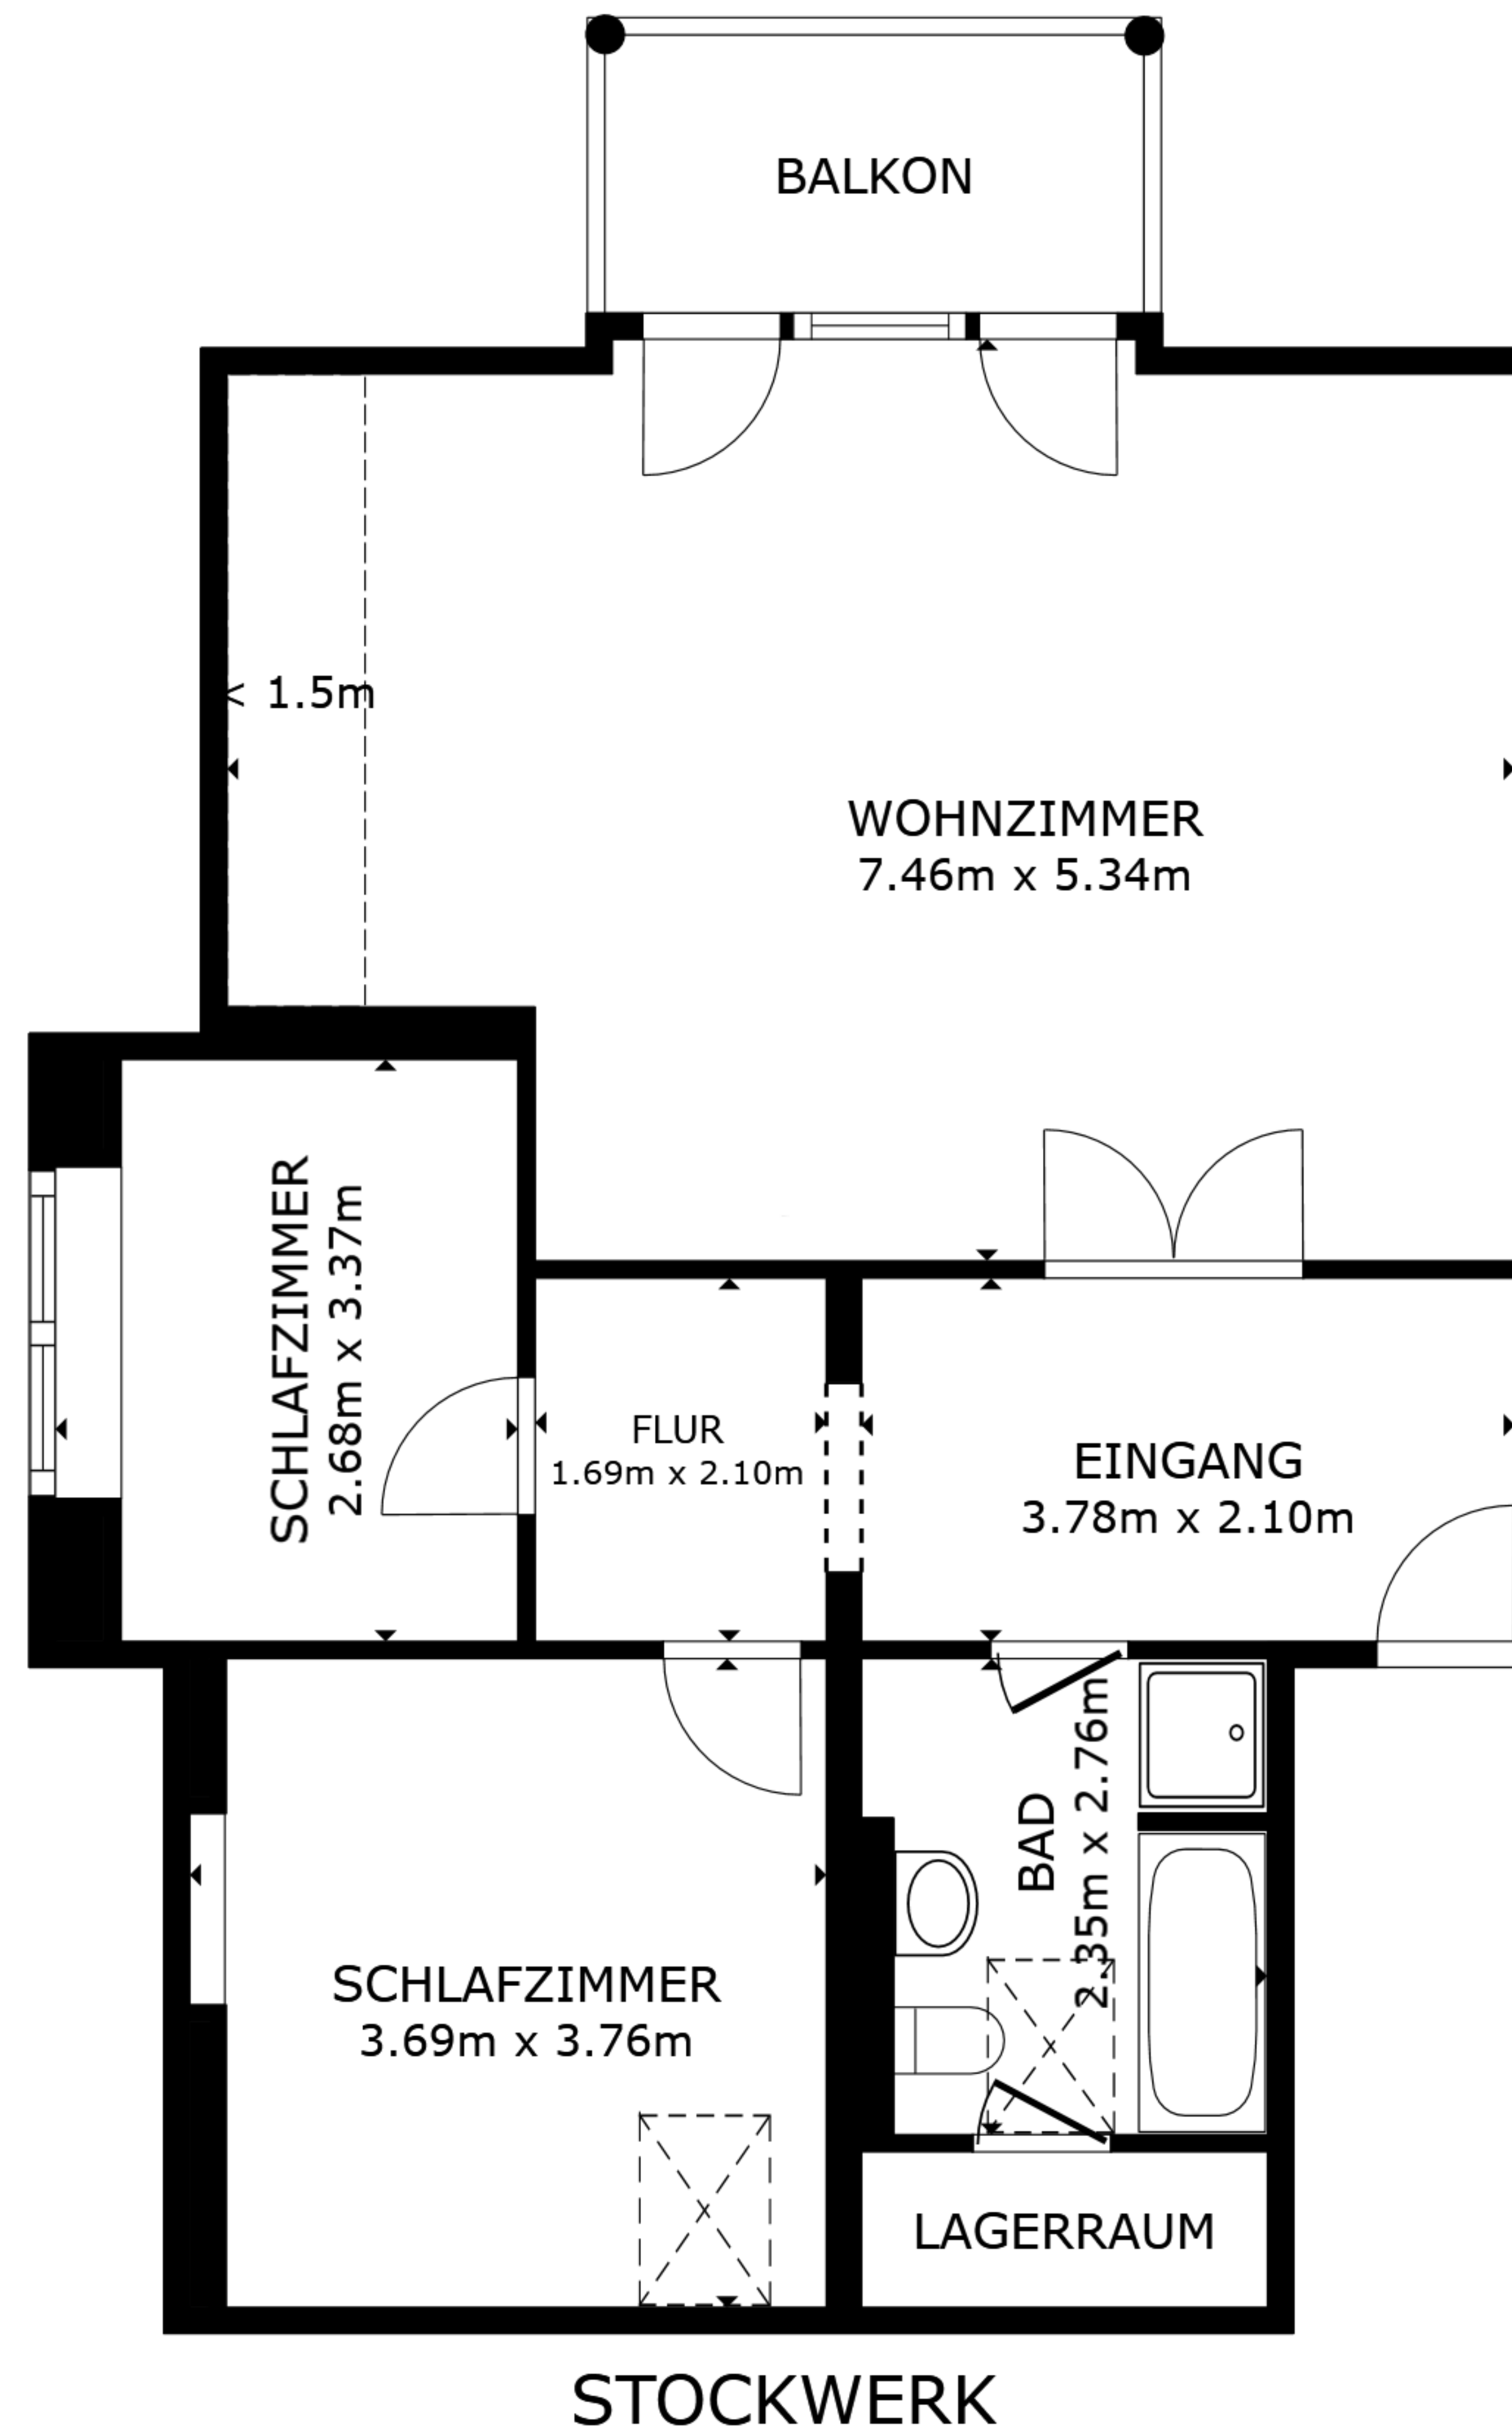 BALKON
< 1.5m
WOHNZIMMER
7.46m x 5.34m
SCHLAFZIMMER
2.68m x 3.37m
FLUR
1.69m x 2.10m
EINGANG
3.78m x 2.10m
BAD
2.35m x 2.76m
SCHLAFZIMMER
3.69m x 3.76m
LAGERRAUM
STOCKWERK